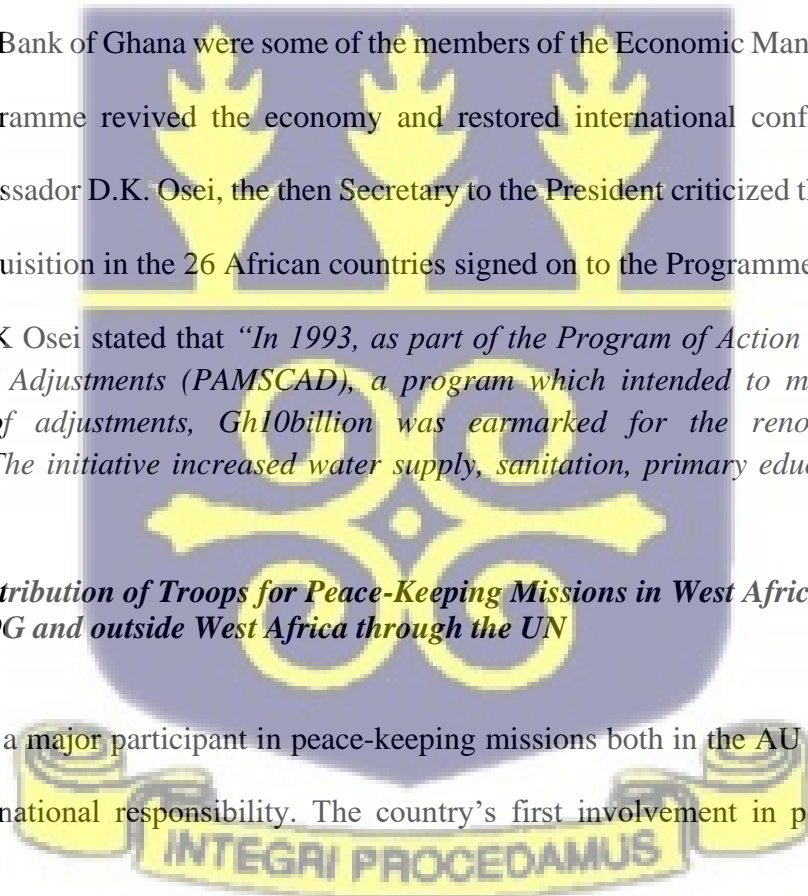 Bank of Ghana were some of the members of the Economic Man
ramme revived the economy and restored international conf
ssador D.K. Osei, the then Secretary to the President criticized t
uisition in the 26 African countries signed on to the Programme
K Osei stated that “In 1993, as part of the Program of Action
Adjustments (PAMSCAD), a program which intended to m
of adjustments, Gh10billion was earmarked for the reno
The initiative increased water supply, sanitation, primary educ
tribution of Troops for Peace-Keeping Missions in West Afric
OG and outside West Africa through the UN
a major participant in peace-keeping missions both in the AU
national responsibility. The country’s first involvement in p
INTEGRI PROCEDAMUS